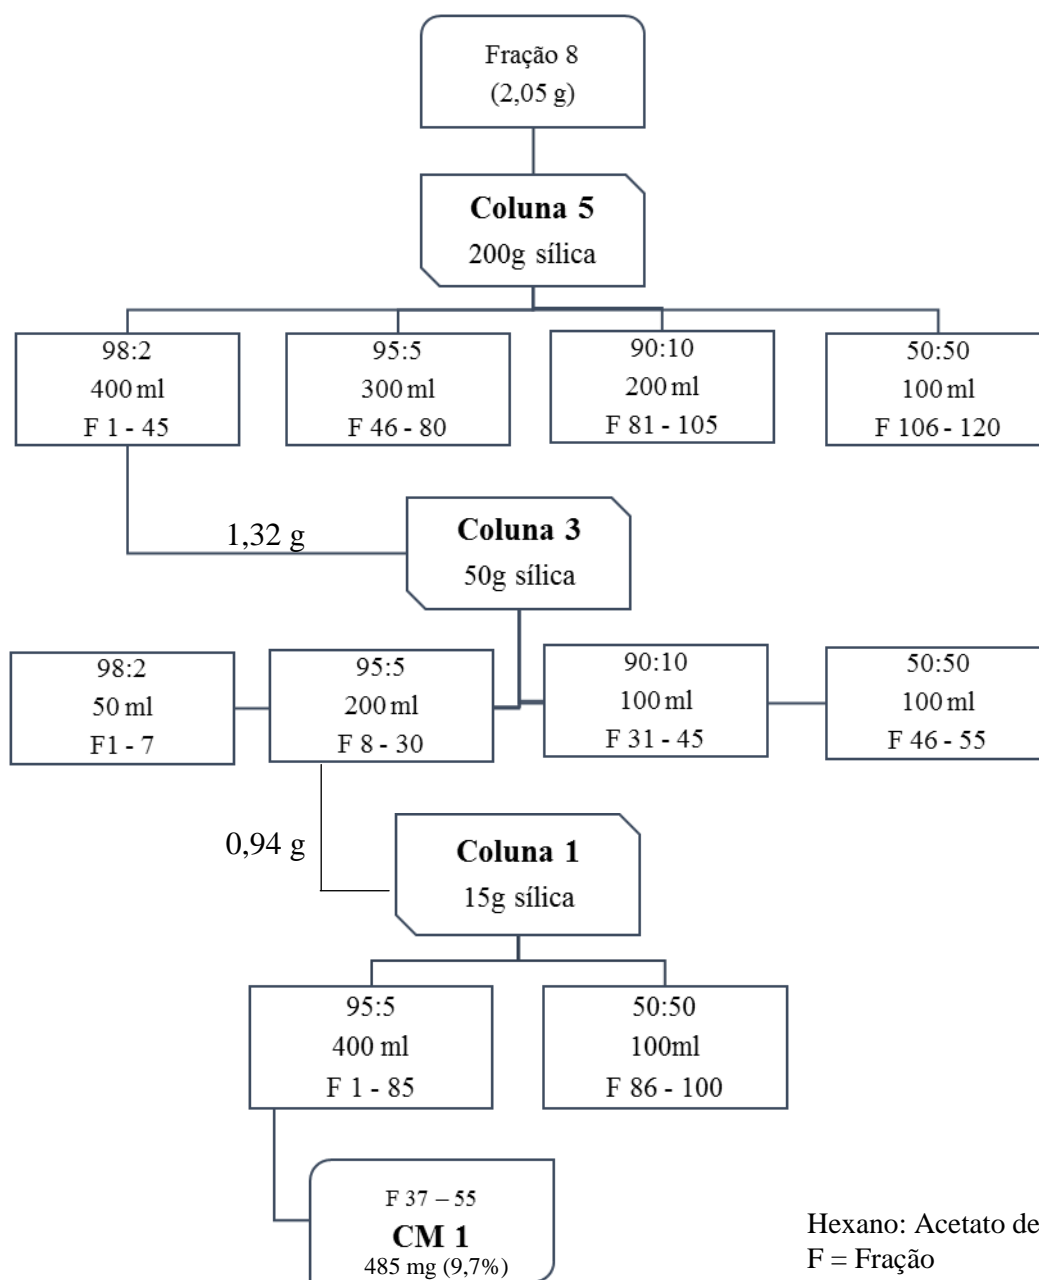 Fração 8
(2,05 g)
Coluna 5
200g sílica
98:2
400 ml
F 1 - 45
95:5
300 ml
F 46 - 80
90:10
200 ml
F 81 - 105
50:50
100 ml
F 106 - 120
1,32 g
Coluna 3
50g sílica
98:2
50 ml
F1 - 7
95:5
200 ml
F 8 - 30
90:10
100 ml
F 31 - 45
50:50
100 ml
F 46 - 55
0,94 g
Coluna 1
15g sílica
95:5
400 ml
F 1 - 85
50:50
100ml
F 86 - 100
F 37 – 55
CM 1
485 mg (9,7%)
Hexano: Acetato de
F = Fração